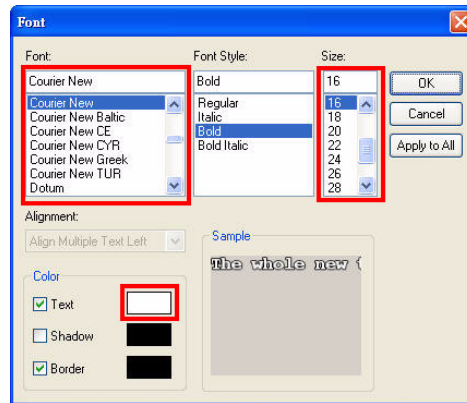 Font
Font: Font Style: Size:
Courier New Bold 16 OK
Courier New Regular 16
Courier New Baltic Italic 18 Cancel
Courier New CE Bold 20
Courier New CYR Bold Italic 22 Apply to All
Courier New Greek 24
Courier New TUR 26
Dotum 28
Alignment:
Align Multiple Text Left
Sample
The whole new
Color
Text
Shadow
Border